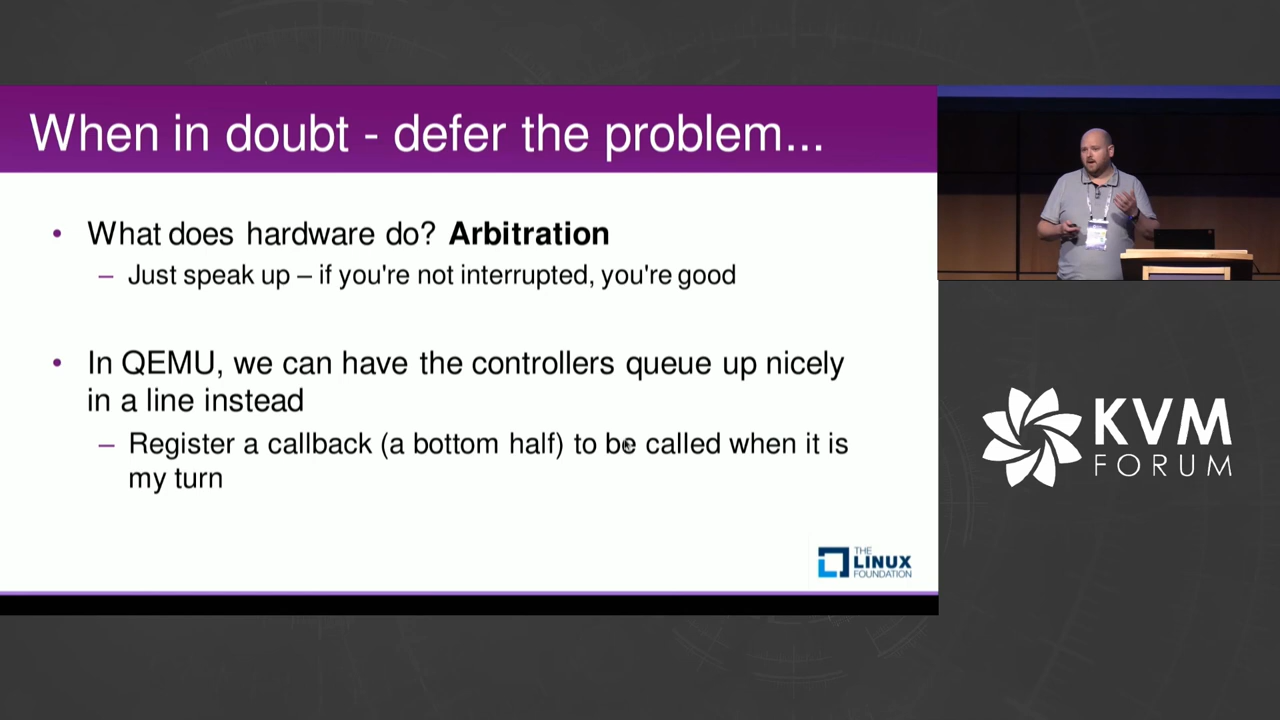 When in doubt - defer the problem...
• What does hardware do? Arbitration
– Just speak up – if you're not interrupted, you're good
• In QEMU, we can have the controllers queue up nicely
in a line instead
– Register a callback (a bottom half) to be called when it is
my turn
THE
LINUX
FOUNDATION
KVM
FORUM